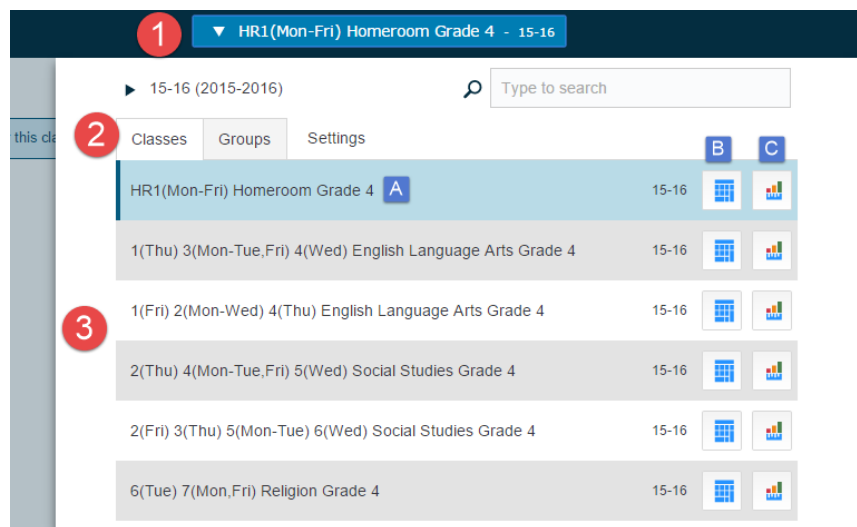 1
▼ HR1(Mon-Fri) Homeroom Grade 4 - 15-16
▶ 15-16 (2015-2016) Type to search
this cla
2 Classes Groups Settings B C
HR1(Mon-Fri) Homeroom Grade 4 A 15-16
1(Thu) 3(Mon-Tue,Fri) 4(Wed) English Language Arts Grade 4 15-16
1(Fri) 2(Mon-Wed) 4(Thu) English Language Arts Grade 4 15-16
3
2(Thu) 4(Mon-Tue,Fri) 5(Wed) Social Studies Grade 4 15-16
2(Fri) 3(Thu) 5(Mon-Tue) 6(Wed) Social Studies Grade 4 15-16
6(Tue) 7(Mon,Fri) Religion Grade 4 15-16